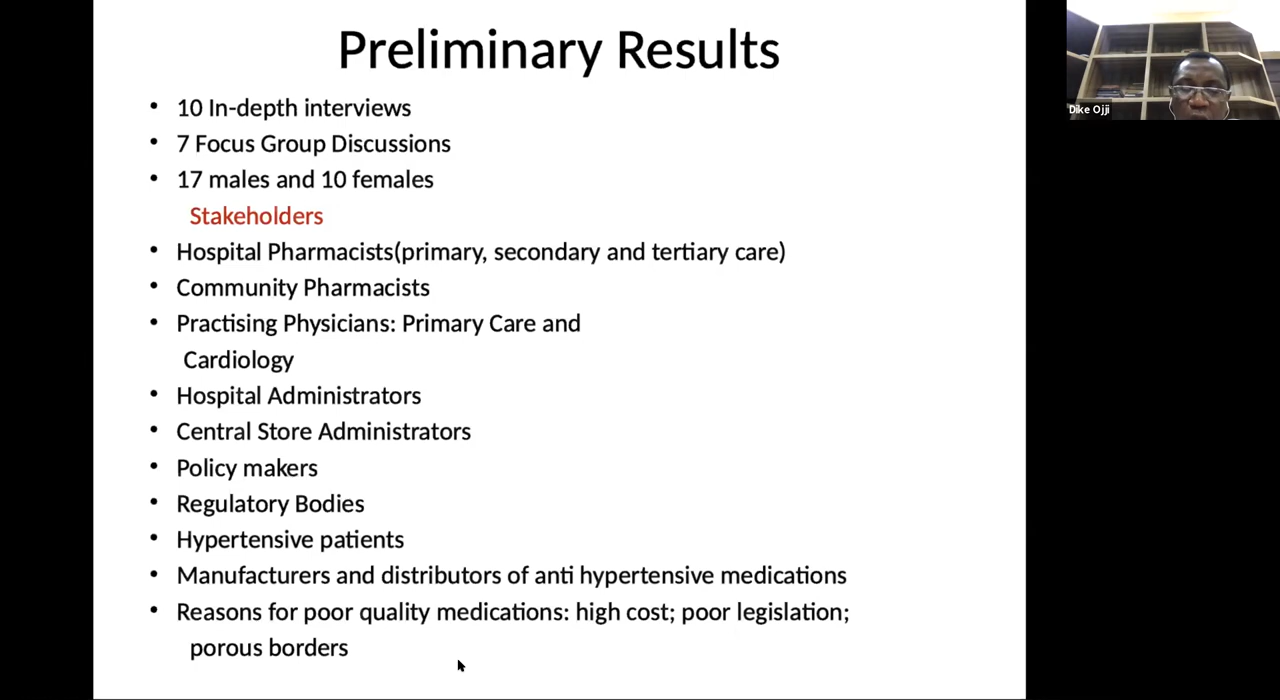 Preliminary Results
• 10 In-depth interviews
• 7 Focus Group Discussions
• 17 males and 10 females
Stakeholders
• Hospital Pharmacists(primary, secondary and tertiary care)
• Community Pharmacists
• Practising Physicians: Primary Care and
Cardiology
• Hospital Administrators
• Central Store Administrators
• Policy makers
• Regulatory Bodies
• Hypertensive patients
• Manufacturers and distributors of anti hypertensive medications
• Reasons for poor quality medications: high cost; poor legislation;
porous borders
Dike Ojji